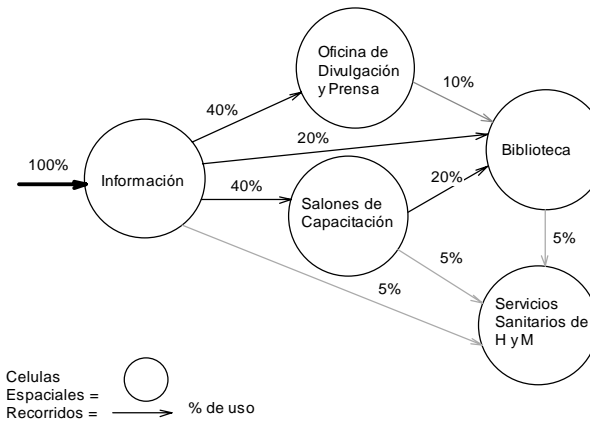 Oficina de
Divulgación
y Prensa
10%
40%
20%
Biblioteca
100%
Información
40%
20%
Salones de
Capacitación
5%
5%
5%
Servicios
Sanitarios de
H y M
Celulas
Espaciales =
Recorridos =
% de uso